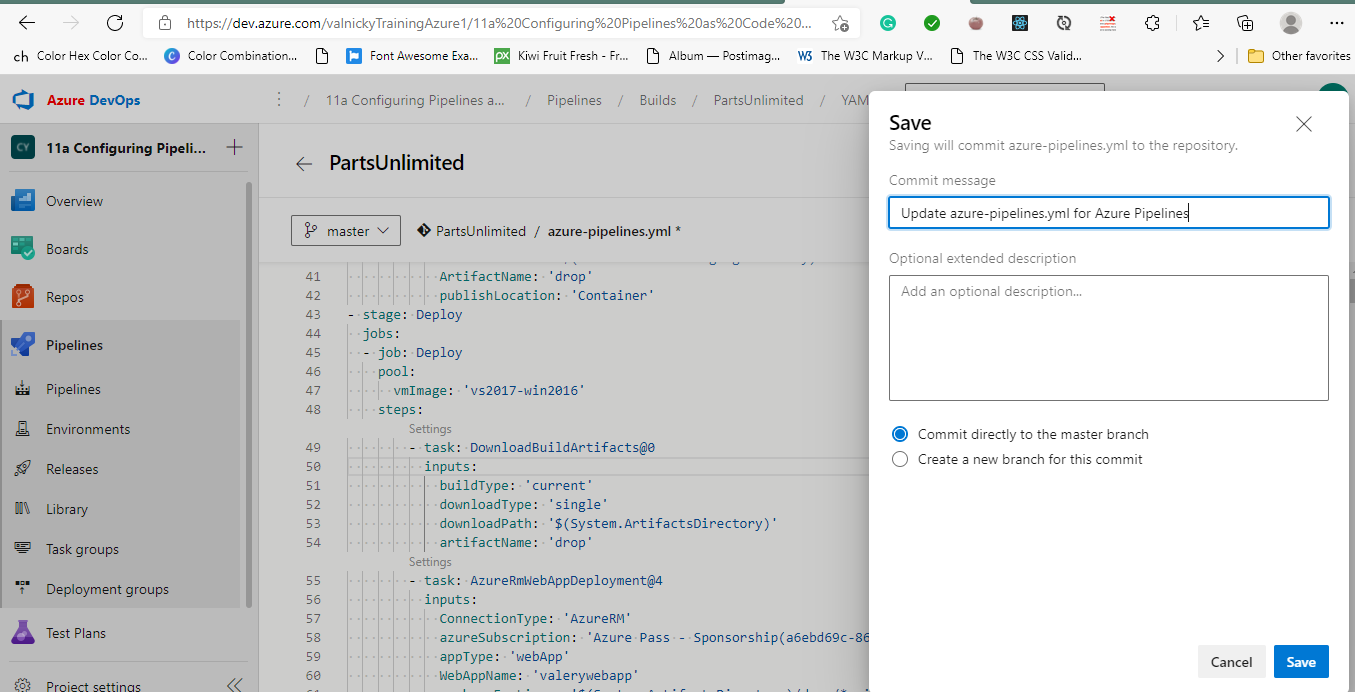 https://dev.azure.com/valnickyTrainingAzure1/11a%20Configuring%20Pipelines%20as%20Code%20...
ch Color Hex Color Co...
C Color Combination...
Font Awesome Exa...
px Kiwi Fruit Fresh - Fr...
Album — Postimag...
W3 The W3C Markup V...
The W3C CSS Valid...
Other favorites
Azure DevOps
/ 11a Configuring Pipelines a... / Pipelines / Builds / PartsUnlimited / YAM
CY 11a Configuring Pipeli...
Overview
Boards
Repos
Pipelines
Pipelines
Environments
Releases
Library
Task groups
Deployment groups
Test Plans
Project settings
PartsUnlimited
master
PartsUnlimited / azure-pipelines.yml *
41 ArtifactName: 'drop'
42 publishLocation: 'Container'
43 - stage: Deploy
44 jobs:
45 - job: Deploy
46 pool:
47 vmImage: 'vs2017-win2016'
48 steps:
Settings
49 - task: DownloadBuildArtifacts@0
50 inputs:
51 buildType: 'current'
52 downloadType: 'single'
53 downloadPath: '$(System.ArtifactsDirectory)'
54 artifactName: 'drop'
Settings
55 - task: AzureRmWebAppDeployment@4
56 inputs:
57 ConnectionType: 'AzureRM'
58 azureSubscription: 'Azure Pass - Sponsorship(a6ebd69c-86
59 appType: 'webApp'
60 WebAppName: 'valerywebapp'
Save
Saving will commit azure-pipelines.yml to the repository.
Commit message
Update azure-pipelines.yml for Azure Pipelines
Optional extended description
Add an optional description...
Commit directly to the master branch
Create a new branch for this commit
Cancel
Save